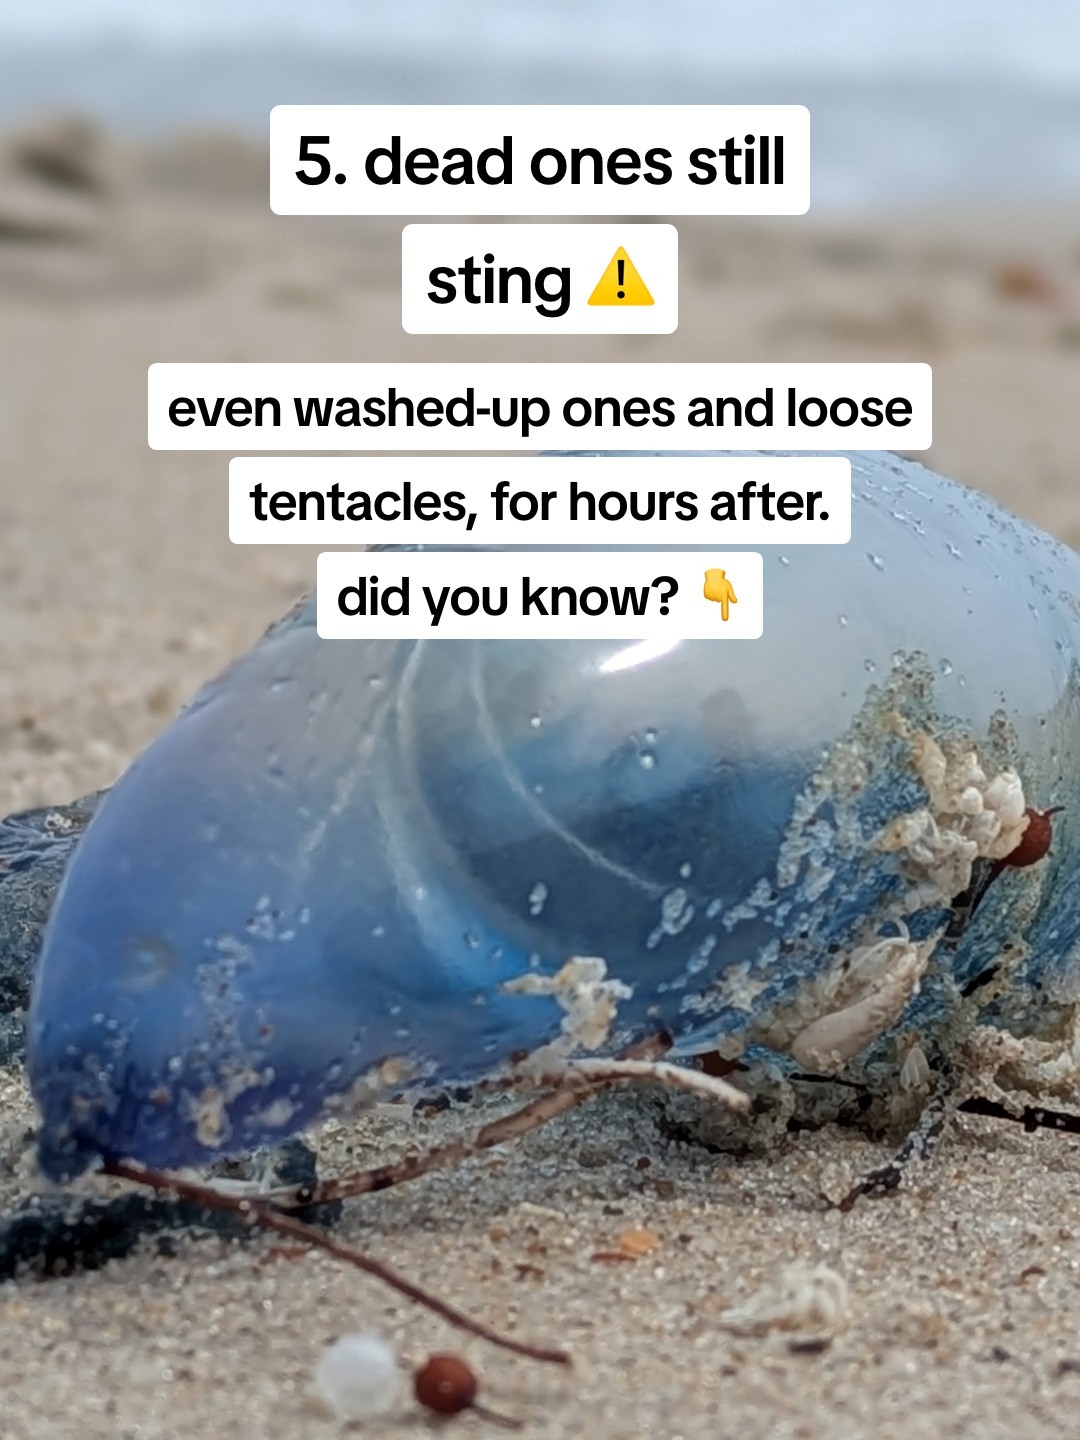 5. dead ones still
sting ⚠️
even washed-up ones and loose
tentacles, for hours after.
did you know? 👇